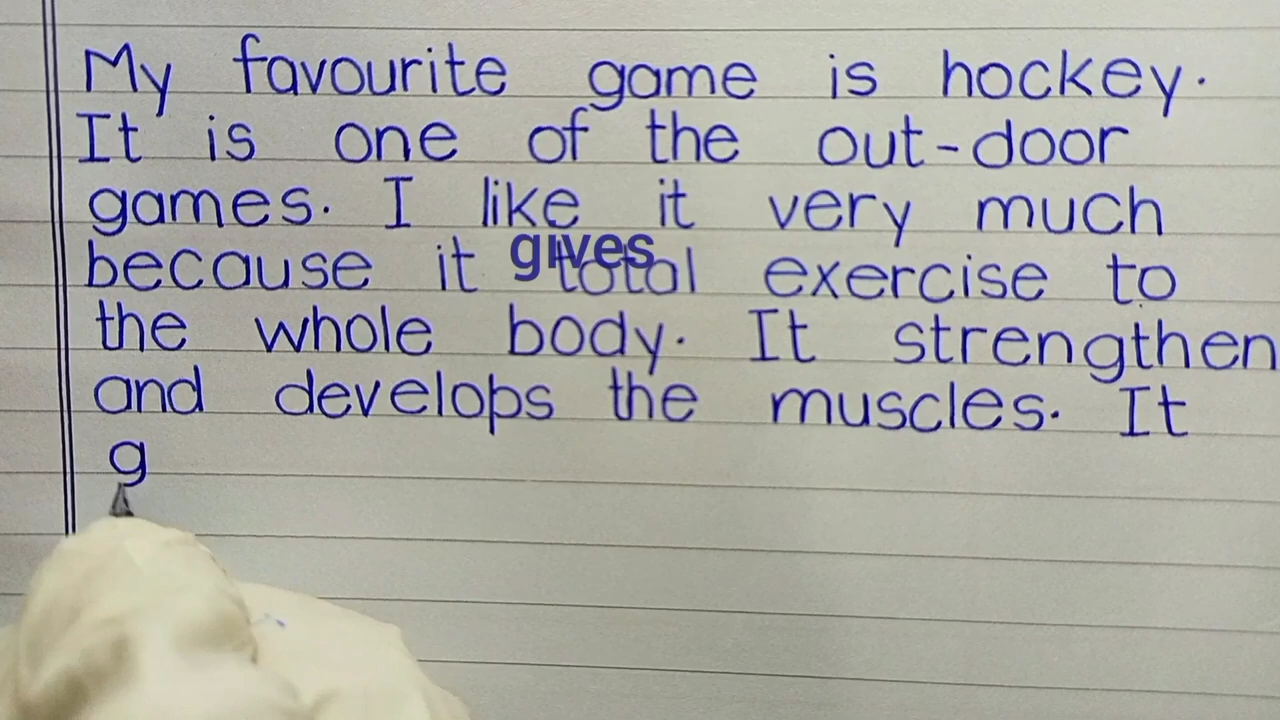 My favourite game is hockey.
It is one of the out-door
games. I like it very much
because it gives total exercise to
the whole body. It strengthen
and develops the muscles. It
g